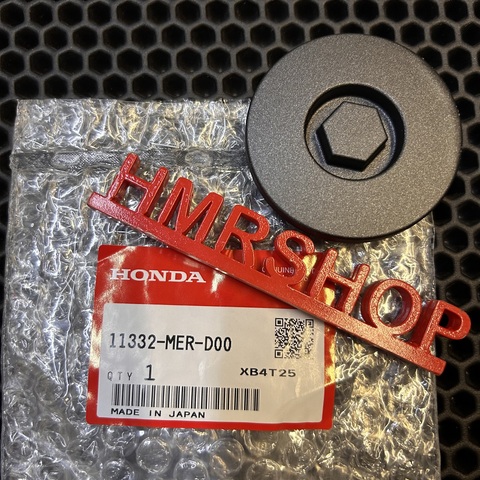 HMRSHOP
HONDA
11332-MER-D00
QTY 1
XB4T25
MADE IN JAPAN